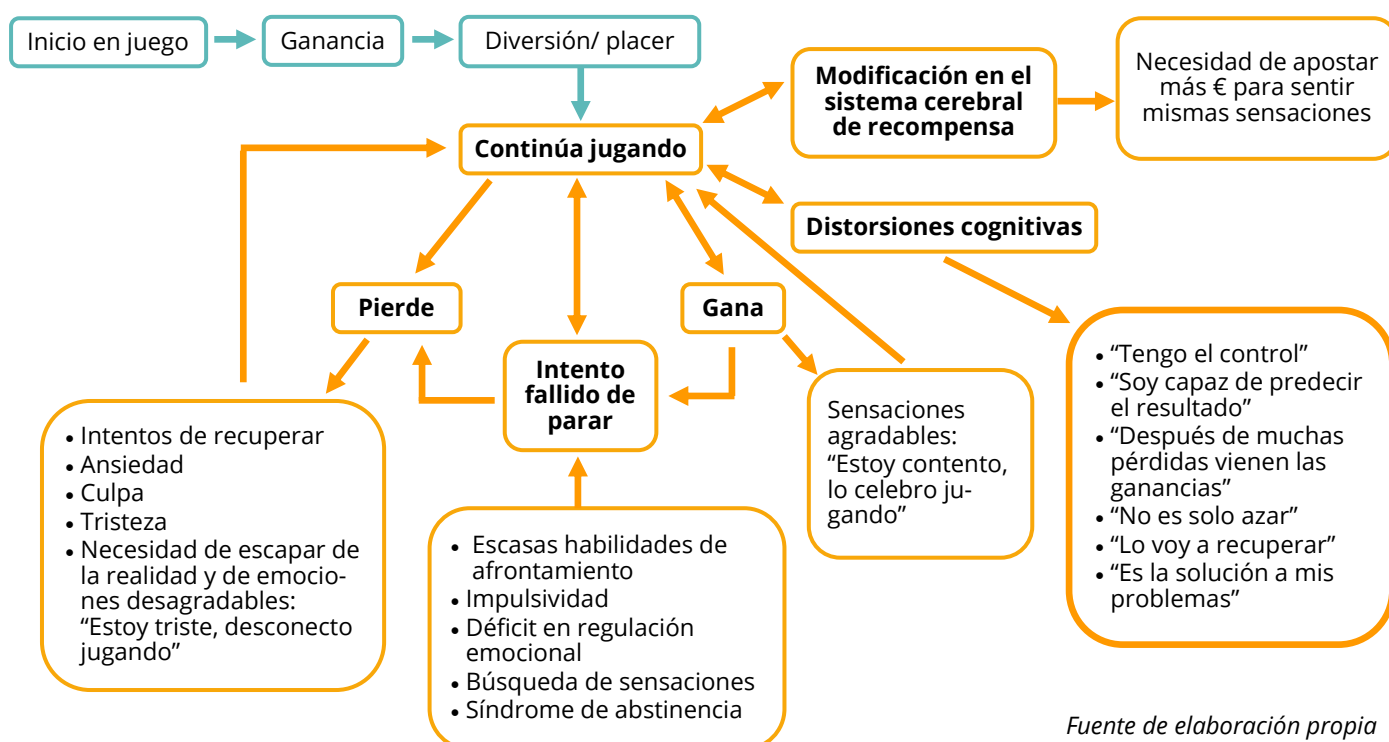 Inicio en juego
Ganancia
Diversión/ placer
Modificación en el
sistema cerebral
de recompensa
Necesidad de apostar
más € para sentir
mismas sensaciones
Continúa jugando
Distorsiones cognitivas
Pierde
Gana
Intento
fallido de
parar
• Intentos de recuperar
• Ansiedad
• Culpa
• Tristeza
• Necesidad de escapar de
la realidad y de emocio-
nes desagradables:
“Estoy triste, desconecto
jugando”
• Escasas habilidades de
afrontamiento
• Impulsividad
• Déficit en regulación
emocional
• Búsqueda de sensaciones
• Síndrome de abstinencia
Sensaciones
agradables:
“Estoy contento,
lo celebro ju-
gando”
• “Tengo el control”
• “Soy capaz de predecir
el resultado”
• “Después de muchas
pérdidas vienen las
ganancias”
• “No es solo azar”
• “Lo voy a recuperar”
• “Es la solución a mis
problemas”
Fuente de elaboración propia